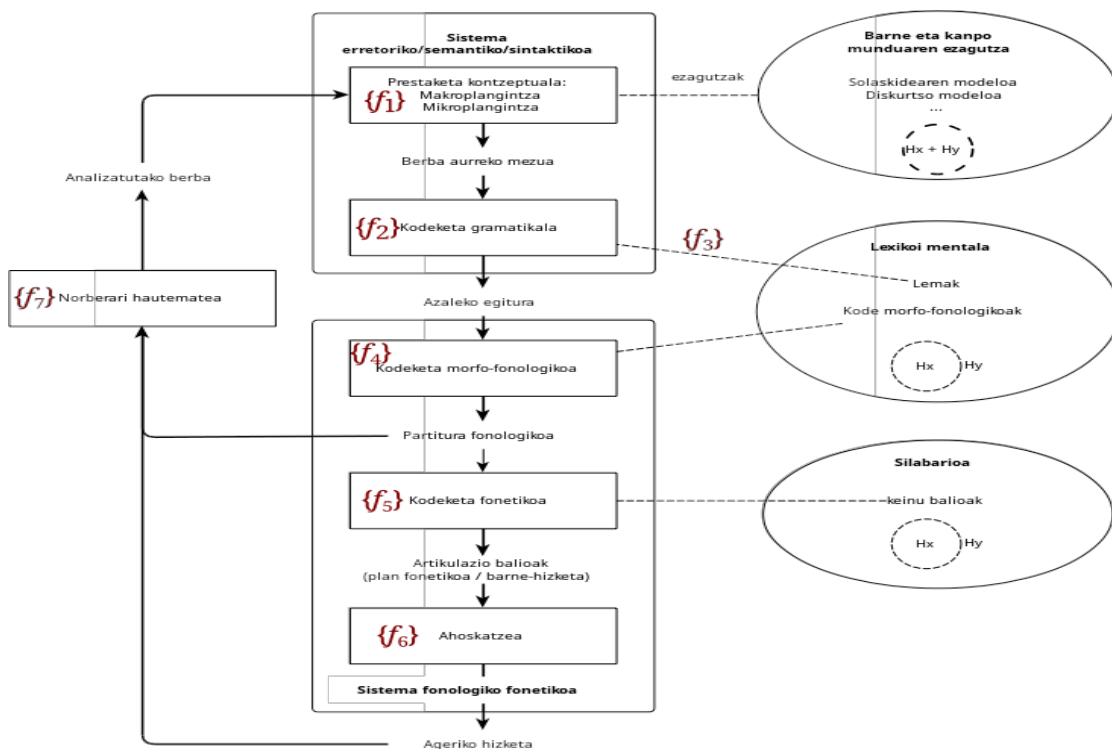 Sistema
erretoriko/semantiko/sintaktikoa
Prestaketa kontzeptuala:
{f1} Makroplangintza
Mikroplangintza
Berba aurreko mezua
{f2} Kodeketa gramatikala
Azaleko egitura
{f4}
Kodeketa morfo-fonologikoa
Partitura fonologikoa
{f5} Kodeketa fonetikoa
Artikulazio balioak
(plan fonetikoa / barne-hizketa)
{f6} Ahoskatzea
Sistema fonologiko fonetikoa
Ageriko hizketa
Analizatutako berba
{f7} Norberari hautematea
ezagutzak
{f3}
Barne eta kanpo
munduaren ezagutza
Solaskidearen modeloa
Diskurtso modeloa
...
Hx + Hy
Lexikoi mentala
Lemak
Kode morfo-fonologikoak
Hx Hy
Silabarioa
keinu balioak
Hx Hy